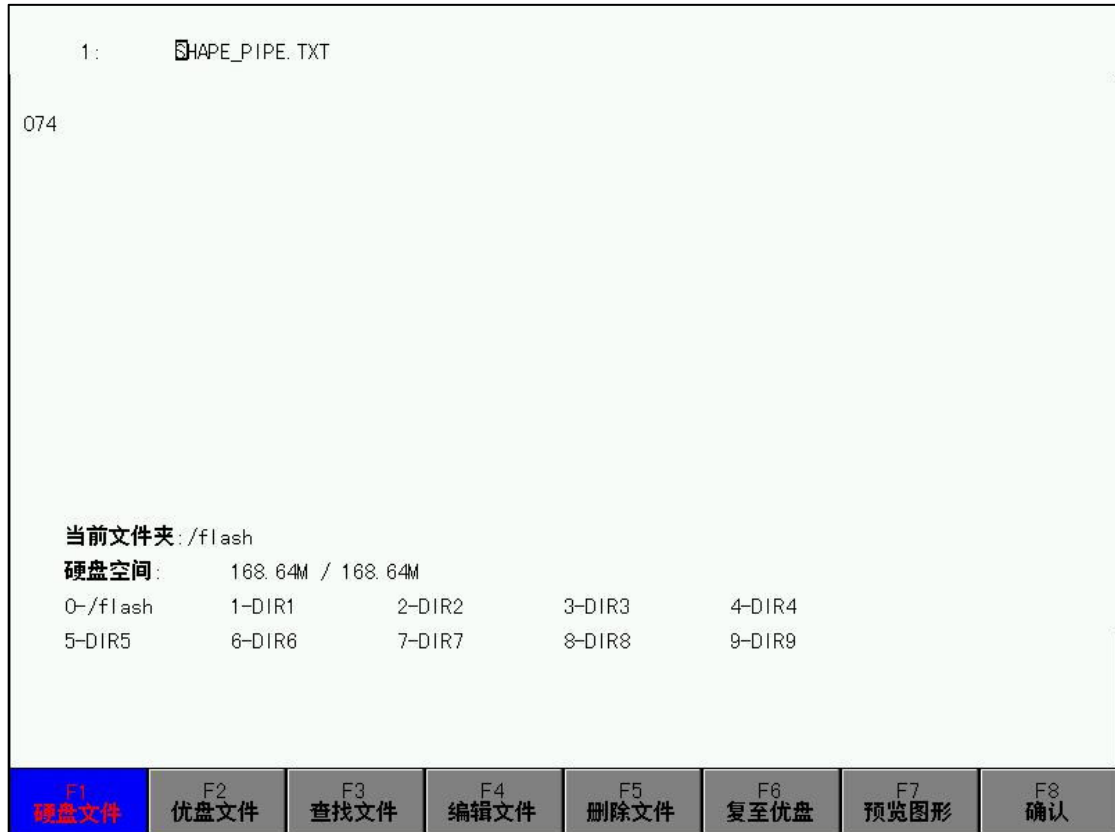 1: SHAPE_PIPE.TXT
074
当前文件夹:/flash
硬盘空间: 168.64M / 168.64M
0-/flash 1-DIR1 2-DIR2 3-DIR3 4-DIR4
5-DIR5 6-DIR6 7-DIR7 8-DIR8 9-DIR9
F1 F2 F3 F4 F5 F6 F7 F8
硬盘文件 优盘文件 查找文件 编辑文件 删除文件 复至优盘 预览图形 确认